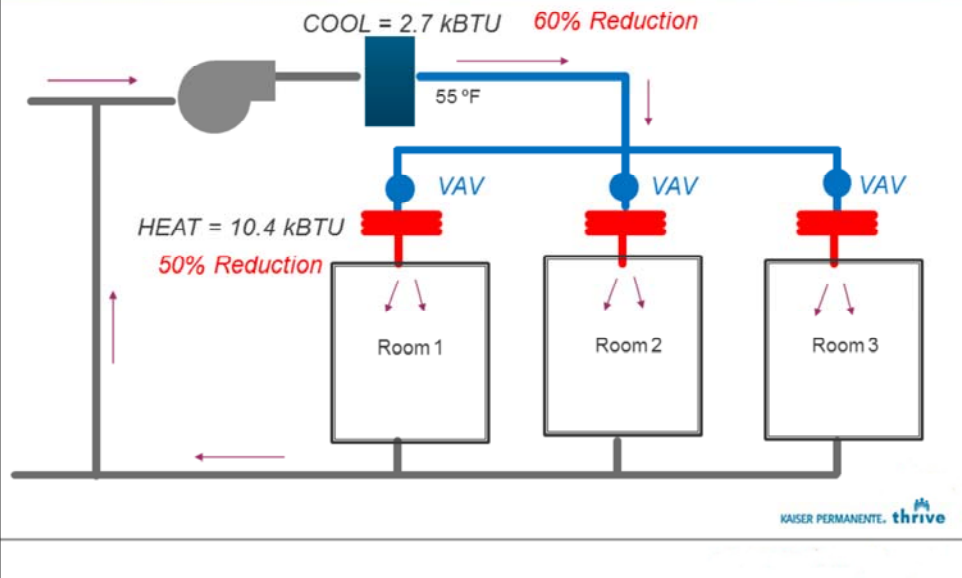 COOL = 2.7 kBTU 60% Reduction
55 ºF
VAV VAV VAV
HEAT = 10.4 kBTU
50% Reduction
Room 1 Room 2 Room 3
KAISER PERMANENTE. thrive